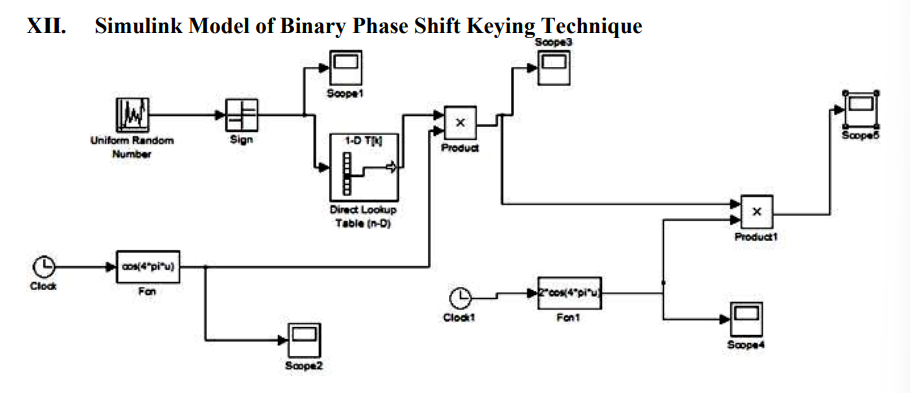 XII. Simulink Model of Binary Phase Shift Keying Technique
Scope3
Scope1
Scope5
Uniform Random
Number
Sign
1-D T[k]
×
Product
Direct Lookup
Table (n-D)
×
Product1
Clock
cos(4*pi*u)
Fcn
Clock1
2*cos(4*pi*u)
Fcn1
Scope4
Scope2